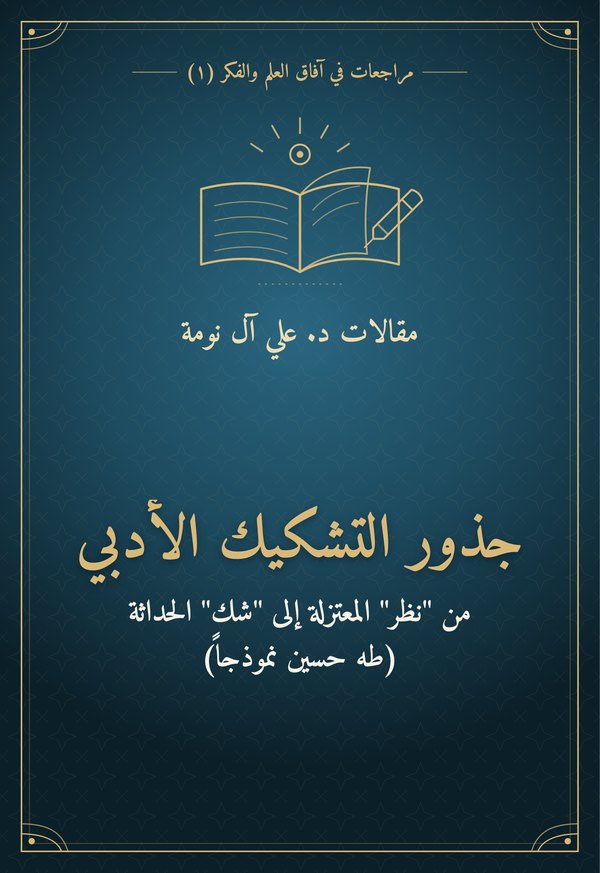 مراجعات في آفاق العلم والفكر (١)
مقالات د. علي آل نومة
جذور التشكيك الأدبي
من "نظر" المعتزلة إلى "شك" الحداثة
(طه حسين نموذجاً)